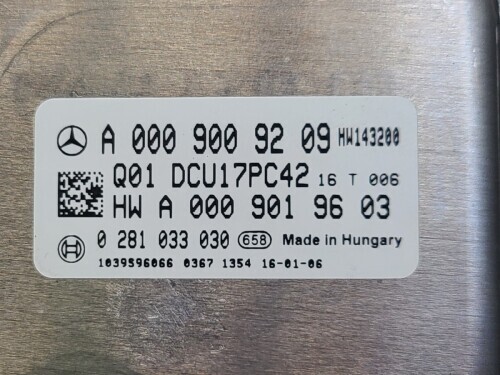 A 000 900 92 09 HW143200
Q01 DCU17PC42 16 T 006
HW A 000 901 96 03
0 281 033 030 658 Made in Hungary
1039S96066 0367 1354 16-01-06